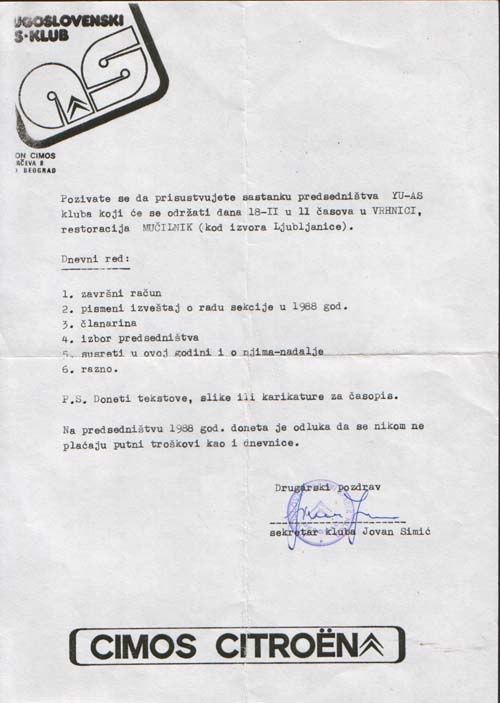 UGOSLOVENSKI
S-KLUB
as
ON CIMOS
AČIVA 8
BEOGRAD
Pozivate se da prisustvujete sastanku predsedništva YU-AS
kluba koji će se održati dana 18-II u 11 časova u VRHNICI,
restoracija MUČILNIK (kod izvora Ljubljanice).
Dnevni red:
1. završni račun
2. pismeni izveštaj o radu sekcije u 1988 god.
3. članarina
4. izbor predsedništva
5. susreti u ovoj godini i o njima-nadalje
6. razno.
P.S. Doneti tekstove, slike ili karikature za časopis.
Na predsedništvu 1988 god. doneta je odluka da se nikom ne
plaćaju putni troškovi kao i dnevnice.
Drugarski pozdrav
sekretar kluba Jovan Simić
CIMOS CITROËN